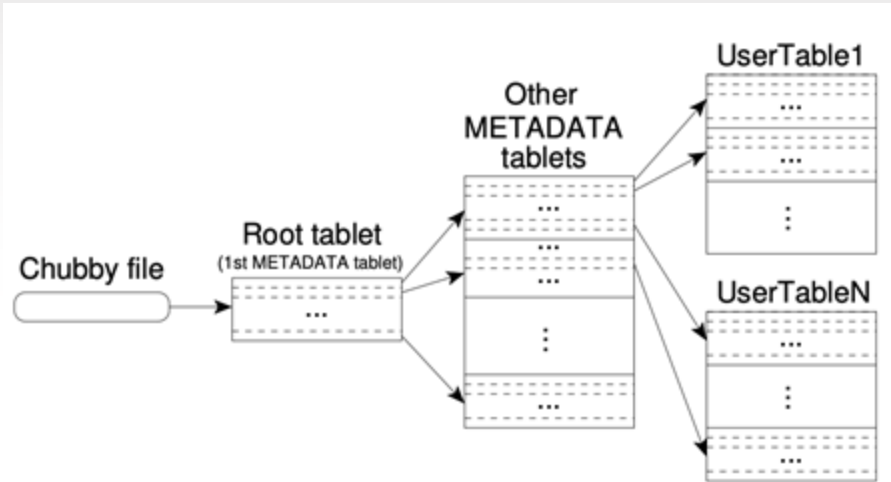 Chubby file
Root tablet
(1st METADATA tablet)
...
Other
METADATA
tablets
...
...
...
...
...
UserTable1
...
...
...
UserTableN
...
...
...